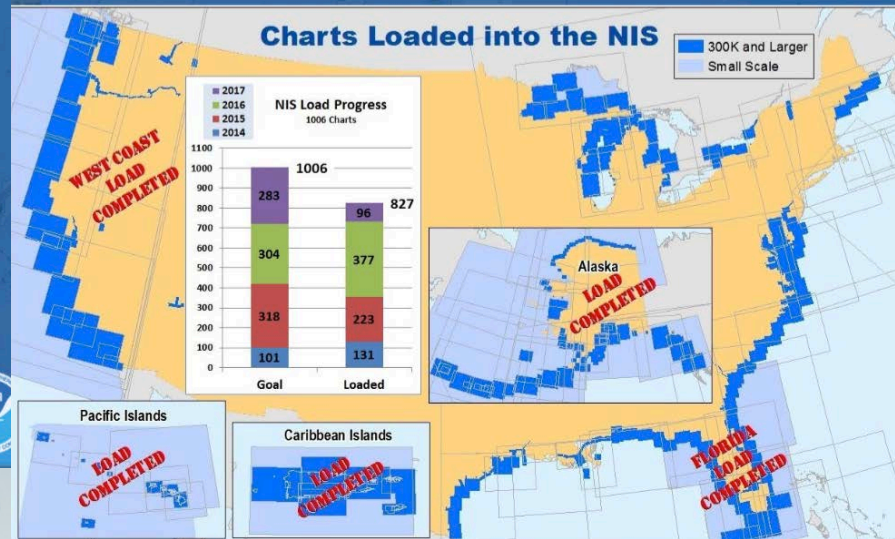 Charts Loaded into the NIS
300K and Larger
Small Scale
2017
2016
2015
2014
NIS Load Progress
1006 Charts
1100
1000
900
800
700
600
500
400
300
200
100
0
1006
283
304
318
101
827
96
377
223
131
Goal
Loaded
WEST COAST
LOAD
COMPLETED
Alaska
LOAD
COMPLETED
Pacific Islands
LOAD
COMPLETED
Caribbean Islands
LOAD
COMPLETED
FLORIDA
LOAD
COMPLETED